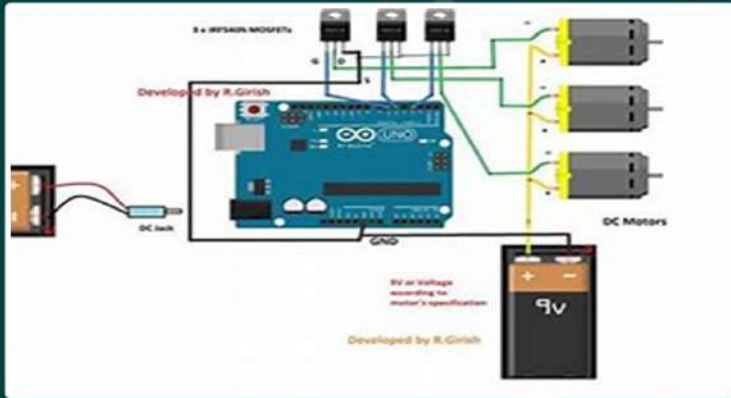 3 x IRF540N MOSFETs
G
D
S
Developed by R.Girish
UNO
DC Jack
DC Motors
GND
9V or Voltage
according to
motor's specification
+
−
9V
Developed by R.Girish